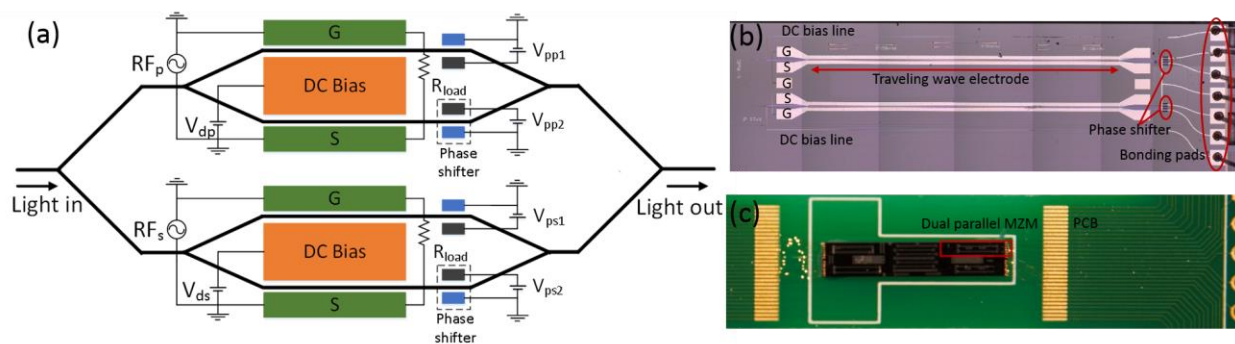 (a)
G
RFp
DC Bias
Vpp1
Rload
Vpp2
Vdp
S
Phase
shifter
Light in
Light out
G
RFs
DC Bias
Vps1
Rload
Vps2
Vds
S
Phase
shifter
(b)
DC bias line
G
S
G
S
G
Traveling wave electrode
Phase shifter
DC bias line
Bonding pads
(c)
Dual parallel MZM
PCB